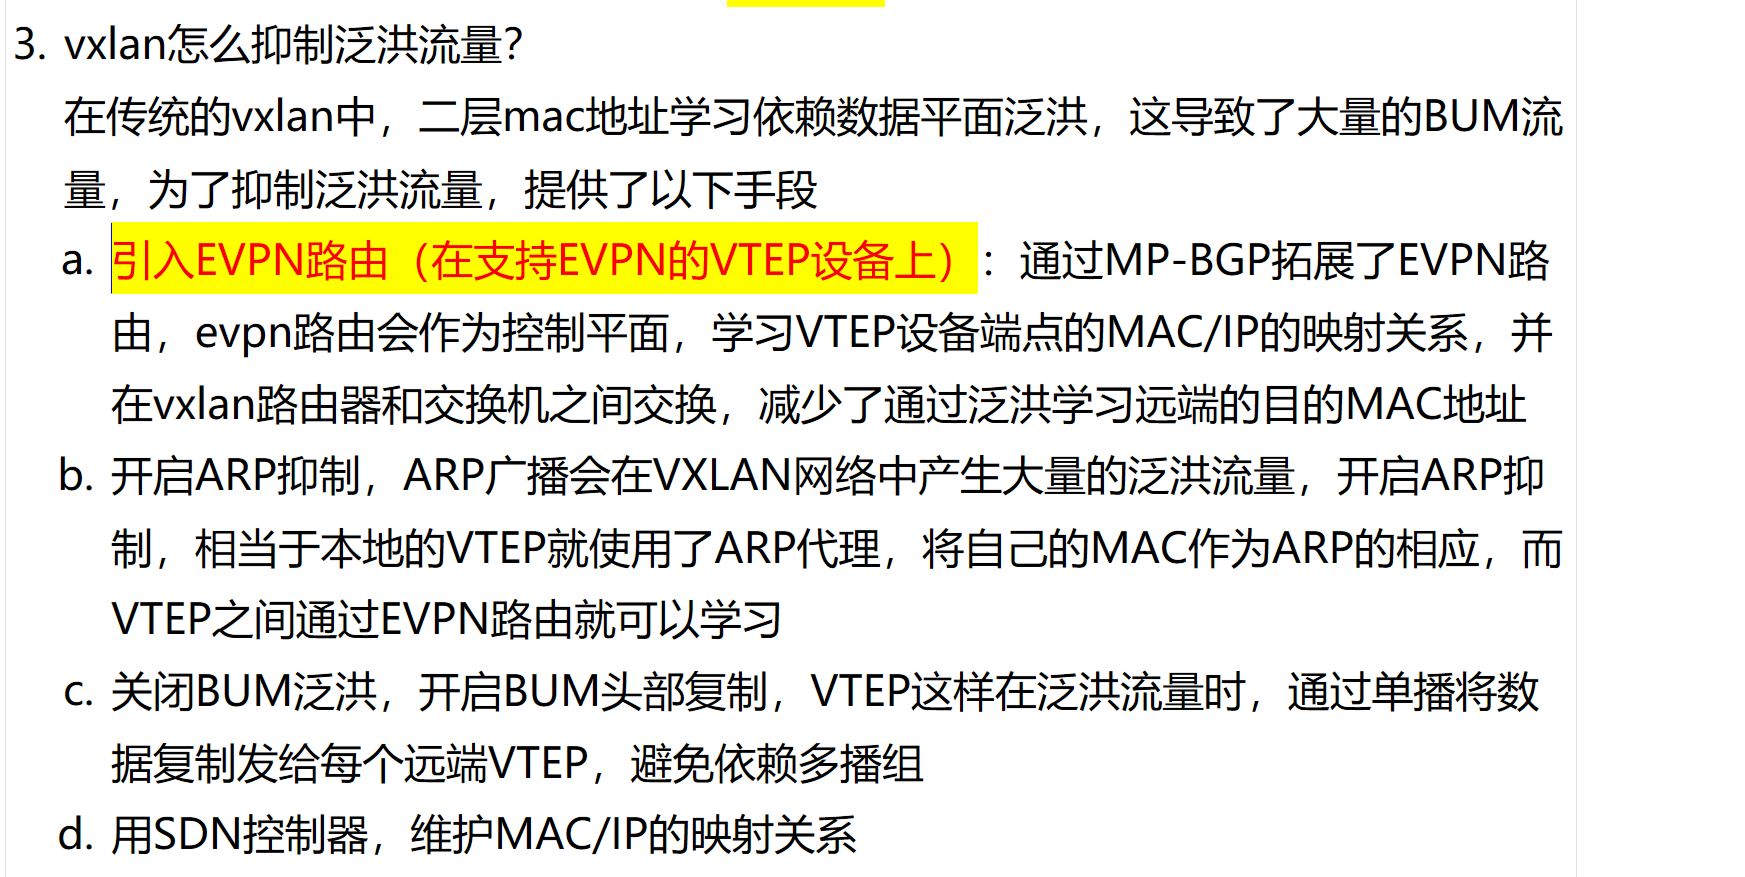 3. vxlan怎么抑制泛洪流量？
在传统的vxlan中，二层mac地址学习依赖数据平面泛洪，这导致了大量的BUM流
量，为了抑制泛洪流量，提供了以下手段
a. 引入EVPN路由（在支持EVPN的VTEP设备上）：通过MP-BGP拓展了EVPN路
由，evpn路由会作为控制平面，学习VTEP设备端点的MAC/IP的映射关系，并
在vxlan路由器和交换机之间交换，减少了通过泛洪学习远端的目的MAC地址
b. 开启ARP抑制，ARP广播会在VXLAN网络中产生大量的泛洪流量，开启ARP抑
制，相当于本地的VTEP就使用了ARP代理，将自己的MAC作为ARP的相应，而
VTEP之间通过EVPN路由就可以学习
c. 关闭BUM泛洪，开启BUM头部复制，VTEP这样在泛洪流量时，通过单播将数
据复制发给每个远端VTEP，避免依赖多播组
d. 用SDN控制器，维护MAC/IP的映射关系